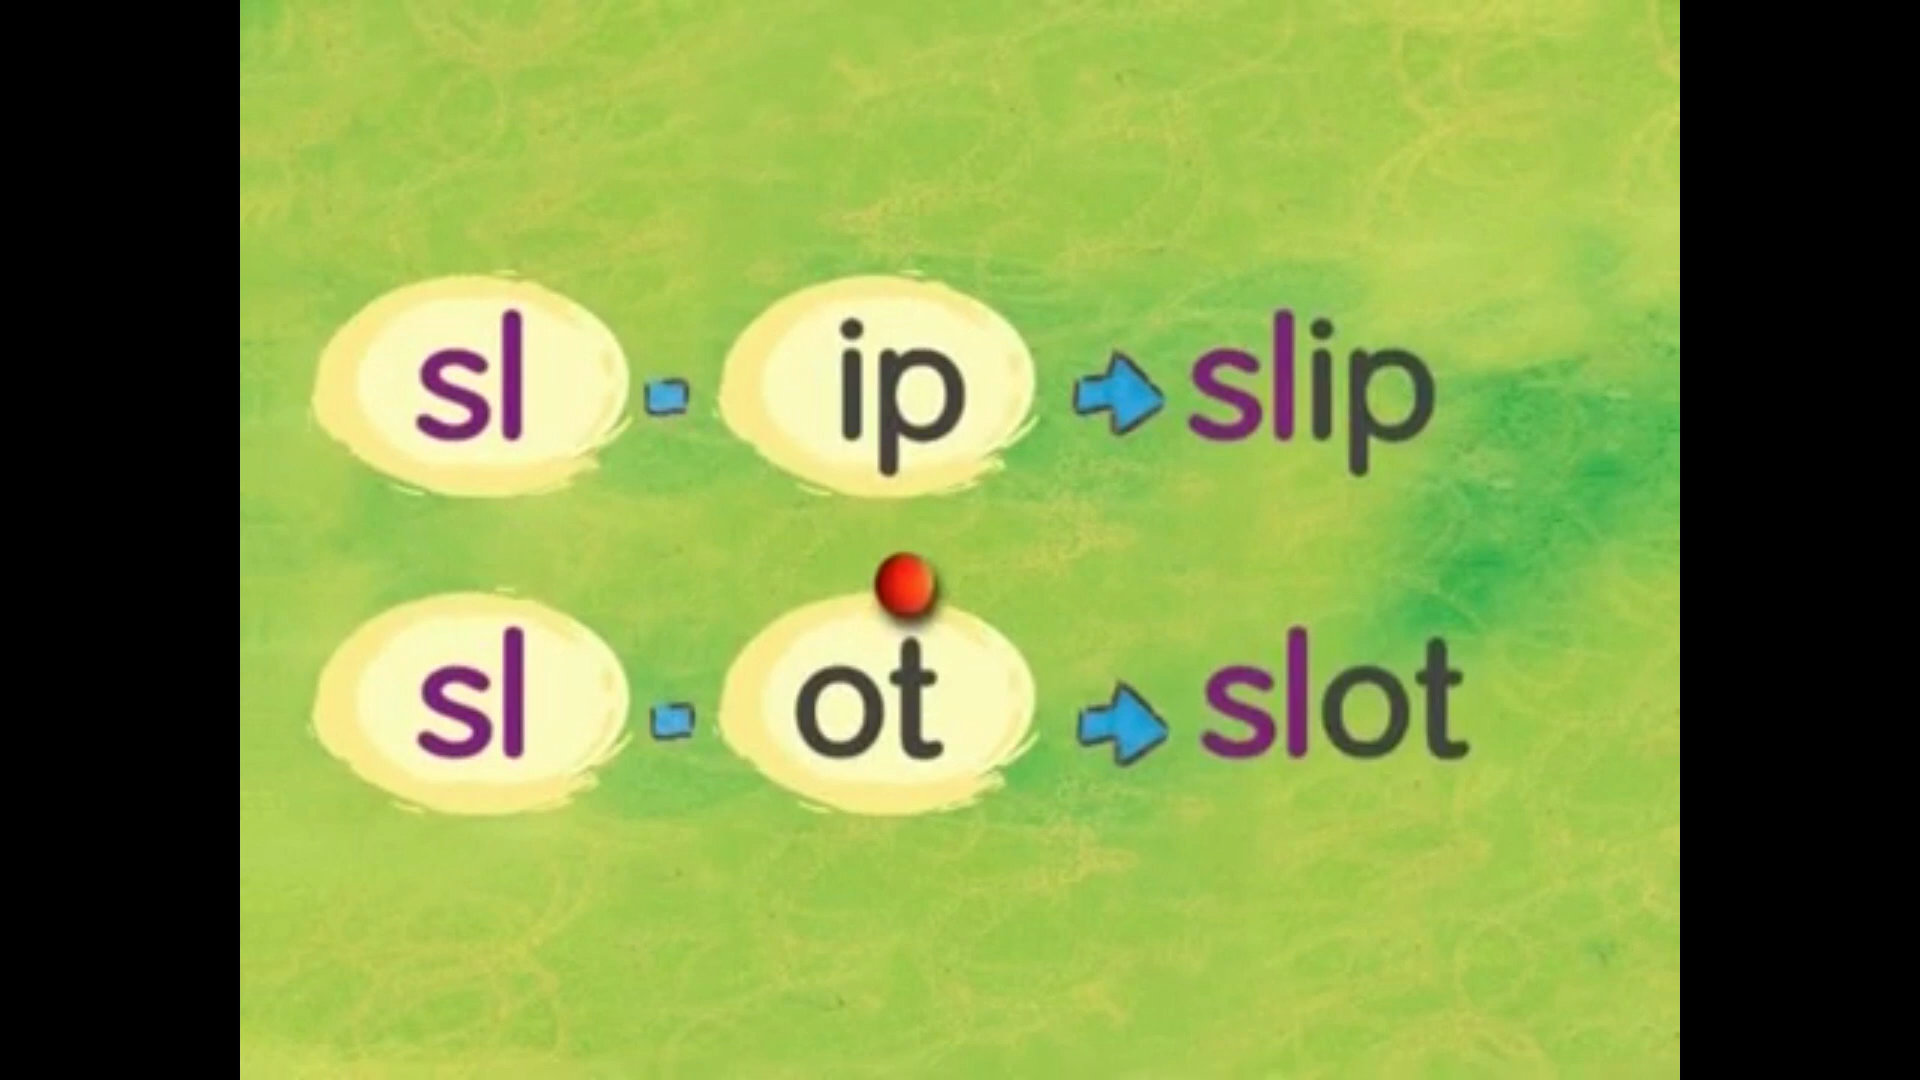 sl - ip → slip
sl - ot → slot